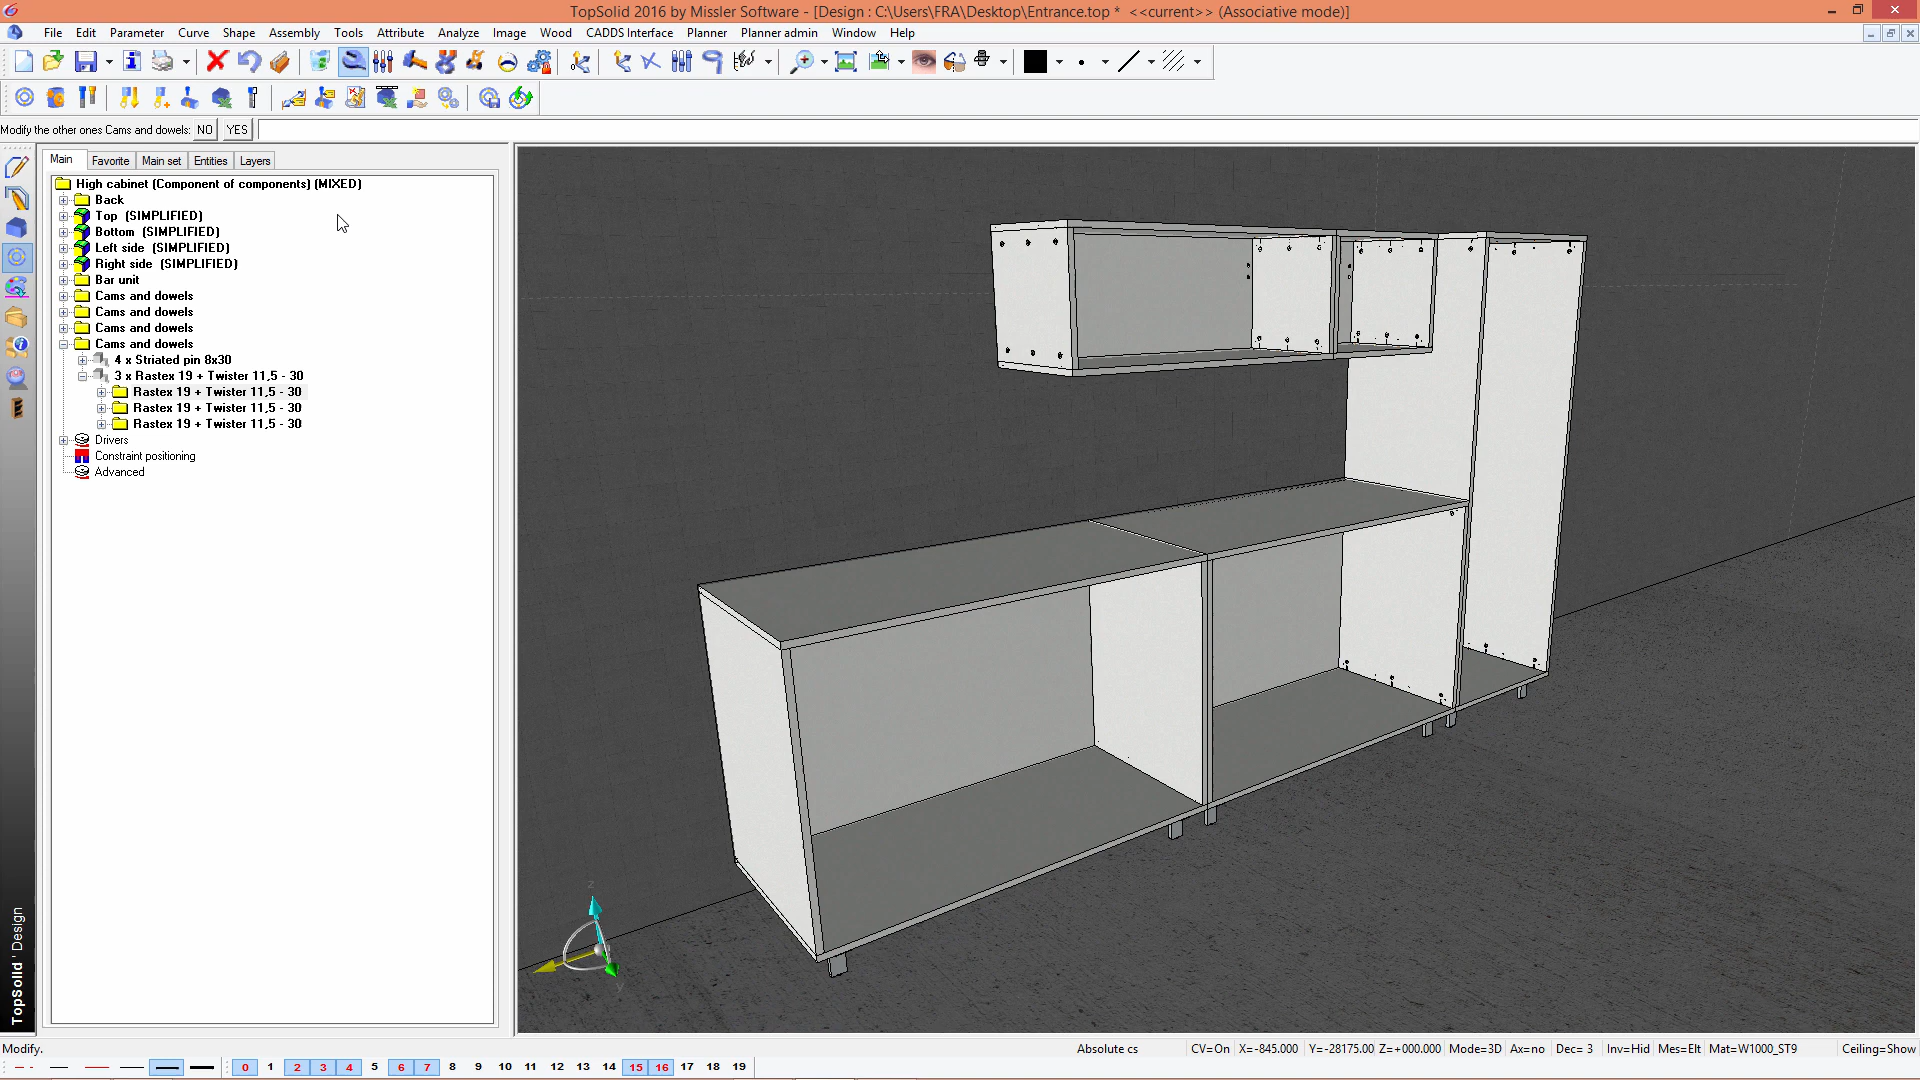 TopSolid 2016 by Missler Software - [Design : C:\Users\FRA\Desktop\Entrance.top *  <<current>> (Associative mode)]
File Edit Parameter Curve Shape Assembly Tools Attribute Analyze Image Wood CADDS Interface Planner Planner admin Window Help
Modify the other ones Cams and dowels: NO YES
Main Favorite Main set Entities Layers
High cabinet (Component of components) (MIXED)
Back
Top (SIMPLIFIED)
Bottom (SIMPLIFIED)
Left side (SIMPLIFIED)
Right side (SIMPLIFIED)
Bar unit
Cams and dowels
Cams and dowels
Cams and dowels
Cams and dowels
4 x Striated pin 8x30
3 x Rastex 19 + Twister 11,5 - 30
Rastex 19 + Twister 11,5 - 30
Rastex 19 + Twister 11,5 - 30
Rastex 19 + Twister 11,5 - 30
Drivers
Constraint positioning
Advanced
TopSolid'Design
Modify. Absolute cs CV=On X=-845.000 Y=-28175.00 Z=+000.000 Mode=3D Ax=no Dec= 3 Inv=Hid Mes=Elt Mat=W1000_ST9 Ceiling=Show
0 1 2 3 4 5 6 7 8 9 10 11 12 13 14 15 16 17 18 19